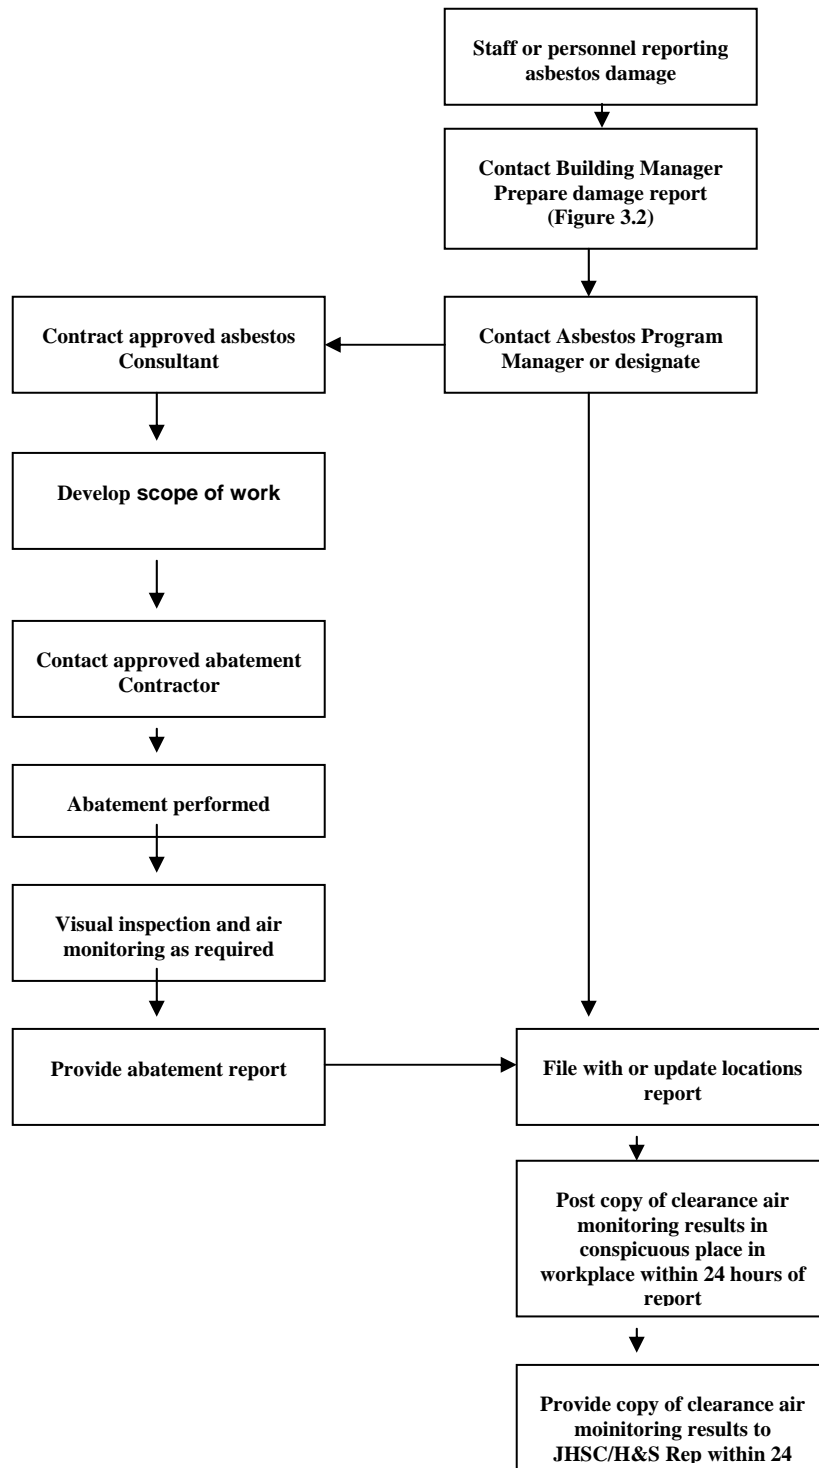 Staff or personnel reporting
asbestos damage
Contact Building Manager
Prepare damage report
(Figure 3.2)
Contract approved asbestos
Consultant
Contact Asbestos Program
Manager or designate
Develop scope of work
Contact approved abatement
Contractor
Abatement performed
Visual inspection and air
monitoring as required
Provide abatement report
File with or update locations
report
Post copy of clearance air
monitoring results in
conspicuous place in
workplace within 24 hours of
report
Provide copy of clearance air
moinitoring results to
JHSC/H&S Rep within 24